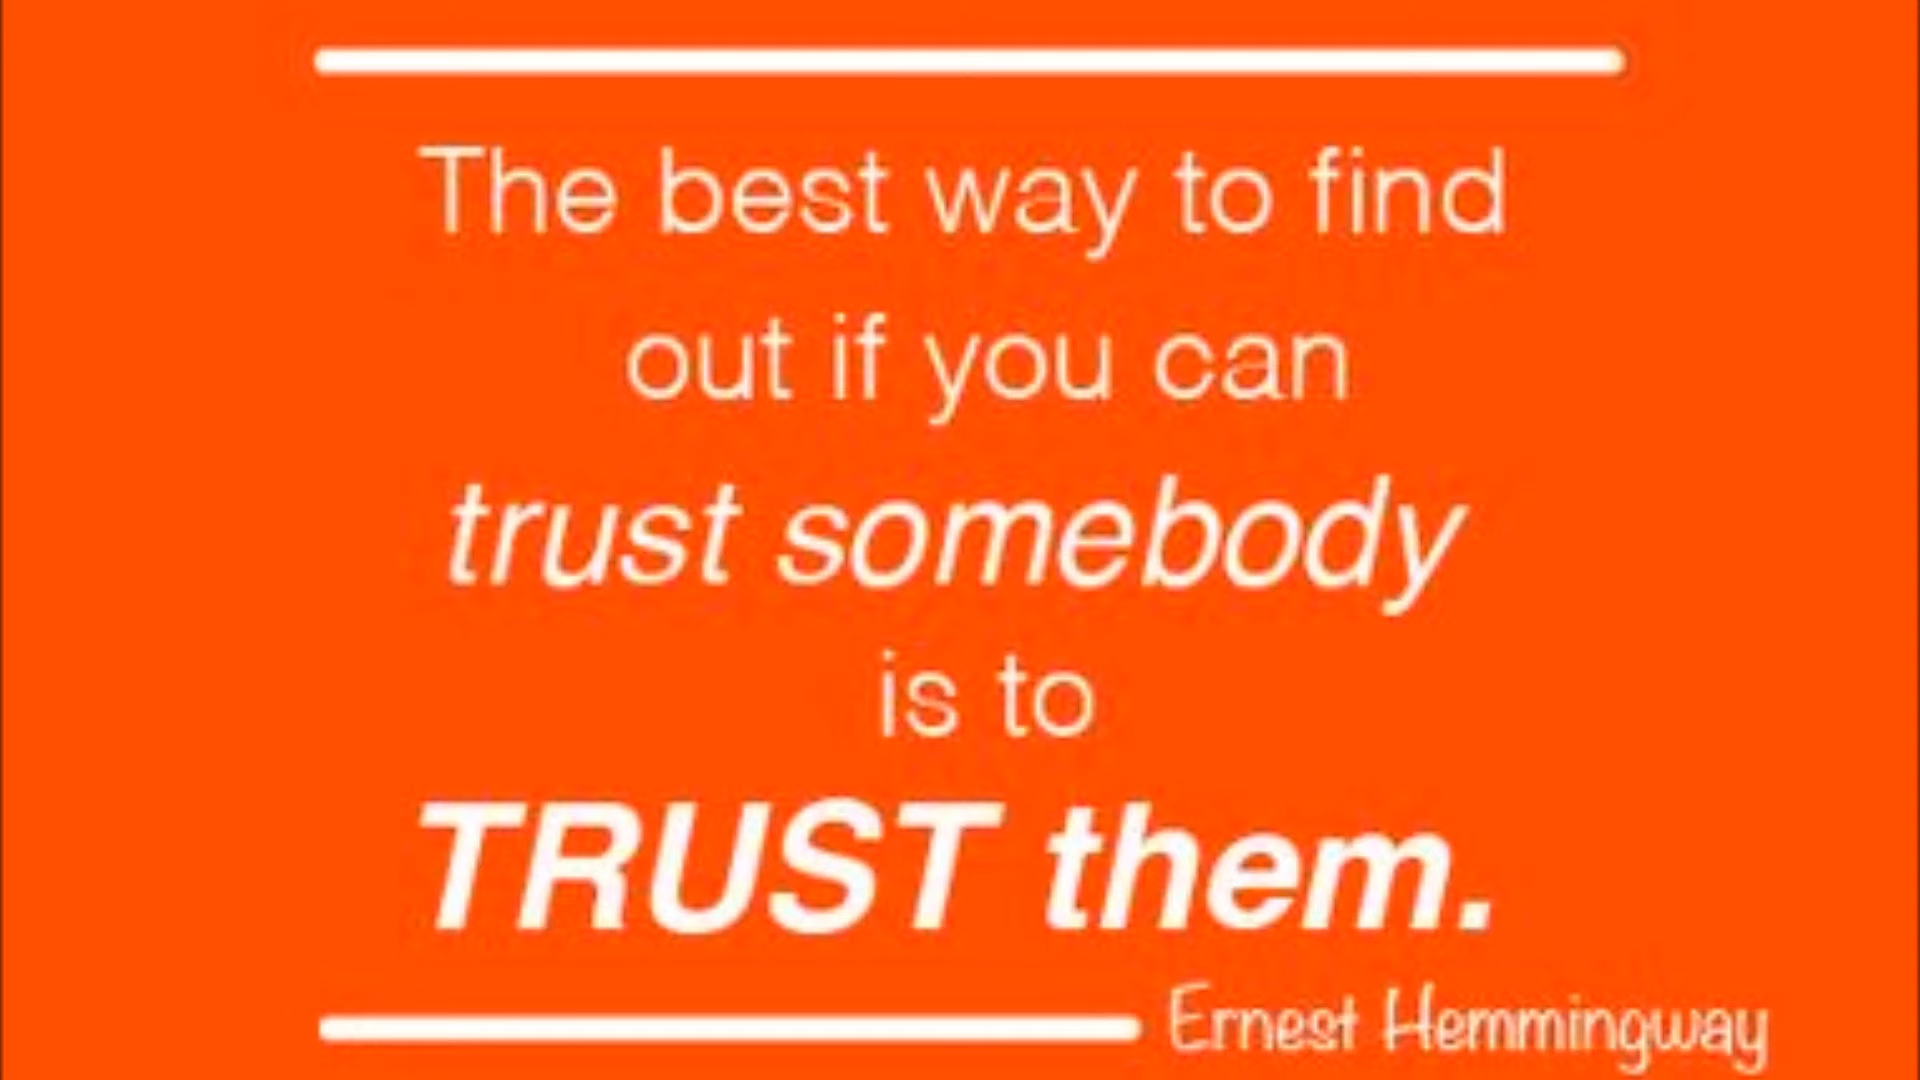 The best way to find
out if you can
trust somebody
is to
TRUST them.
Ernest Hemmingway